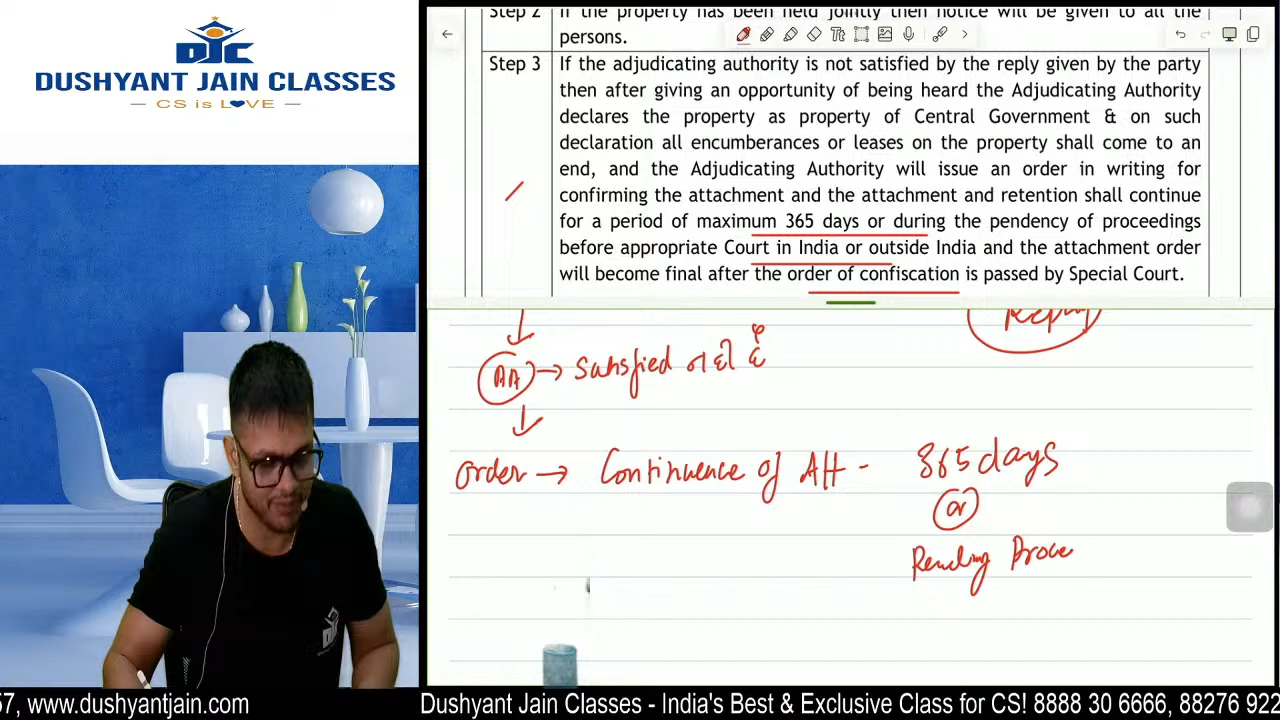 DJC
DUSHYANT JAIN CLASSES
CS is LOVE
Step 2 If the property has been held jointly then notice will be given to all the
persons.
Step 3 If the adjudicating authority is not satisfied by the reply given by the party
then after giving an opportunity of being heard the Adjudicating Authority
declares the property as property of Central Government & on such
declaration all encumberances or leases on the property shall come to an
end, and the Adjudicating Authority will issue an order in writing for
confirming the attachment and the attachment and retention shall continue
for a period of maximum 365 days or during the pendency of proceedings
before appropriate Court in India or outside India and the attachment order
will become final after the order of confiscation is passed by Special Court.
Reply
AA → Satisfied नही है
Order → Continuence of Att - 365 days
or
Pending Proce
DJC
57, www.dushyantjain.com
Dushyant Jain Classes - India's Best & Exclusive Class for CS! 8888 30 6666, 88276 922